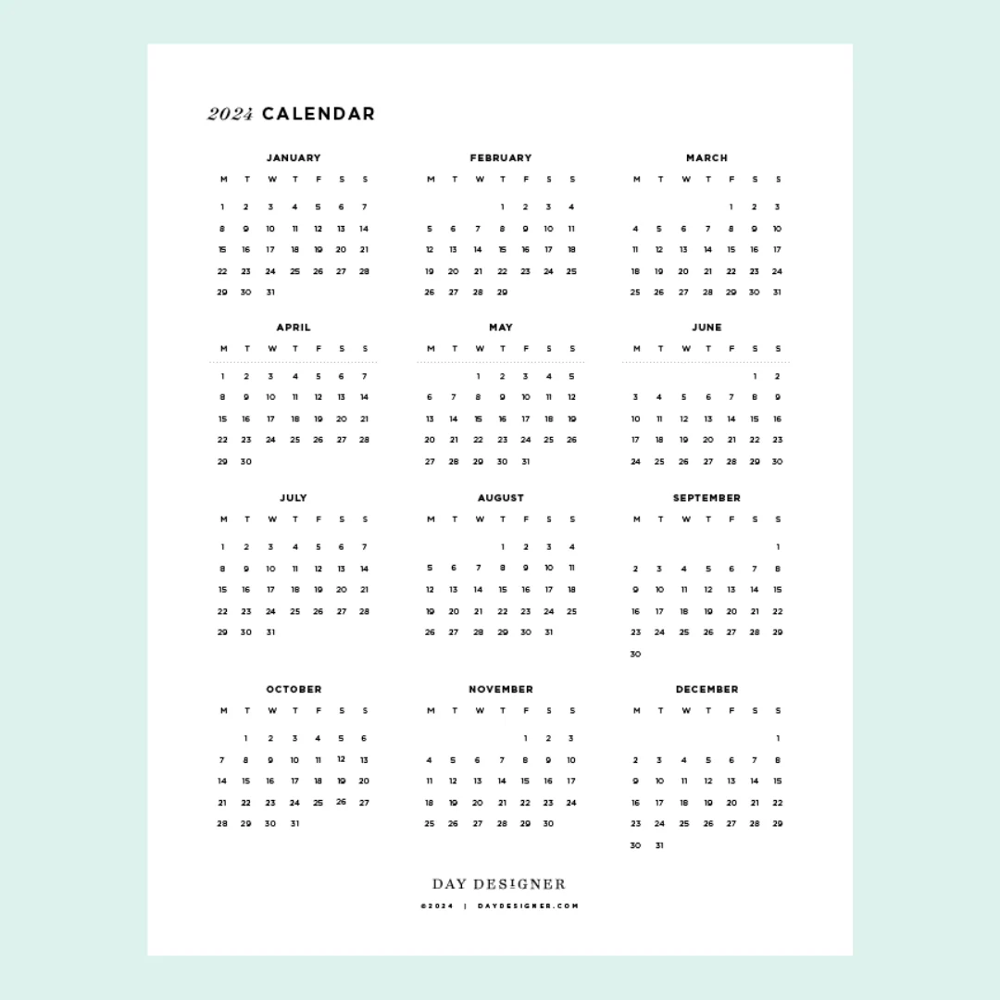 2024 CALENDAR
JANUARY FEBRUARY MARCH
M T W T F S S M T W T F S S M T W T F S S
1 2 3 4 5 6 7 1 2 3 4 1 2 3
8 9 10 11 12 13 14 5 6 7 8 9 10 11 4 5 6 7 8 9 10
15 16 17 18 19 20 21 12 13 14 15 16 17 18 11 12 13 14 15 16 17
22 23 24 25 26 27 28 19 20 21 22 23 24 25 18 19 20 21 22 23 24
29 30 31 26 27 28 29 25 26 27 28 29 30 31
APRIL MAY JUNE
M T W T F S S M T W T F S S M T W T F S S
1 2 3 4 5 6 7 1 2 3 4 5 1 2
8 9 10 11 12 13 14 6 7 8 9 10 11 12 3 4 5 6 7 8 9
15 16 17 18 19 20 21 13 14 15 16 17 18 19 10 11 12 13 14 15 16
22 23 24 25 26 27 28 20 21 22 23 24 25 26 17 18 19 20 21 22 23
29 30 27 28 29 30 31 24 25 26 27 28 29 30
JULY AUGUST SEPTEMBER
M T W T F S S M T W T F S S M T W T F S S
1 2 3 4 5 6 7 1 2 3 4 1
8 9 10 11 12 13 14 5 6 7 8 9 10 11 2 3 4 5 6 7 8
15 16 17 18 19 20 21 12 13 14 15 16 17 18 9 10 11 12 13 14 15
22 23 24 25 26 27 28 19 20 21 22 23 24 25 16 17 18 19 20 21 22
29 30 31 26 27 28 29 30 31 23 24 25 26 27 28 29
30
OCTOBER NOVEMBER DECEMBER
M T W T F S S M T W T F S S M T W T F S S
1 2 3 4 5 6 1 2 3 1
7 8 9 10 11 12 13 4 5 6 7 8 9 10 2 3 4 5 6 7 8
14 15 16 17 18 19 20 11 12 13 14 15 16 17 9 10 11 12 13 14 15
21 22 23 24 25 26 27 18 19 20 21 22 23 24 16 17 18 19 20 21 22
28 29 30 31 25 26 27 28 29 30 23 24 25 26 27 28 29
30 31
DAY DESIGNER
©2024 | DAYDESIGNER.COM